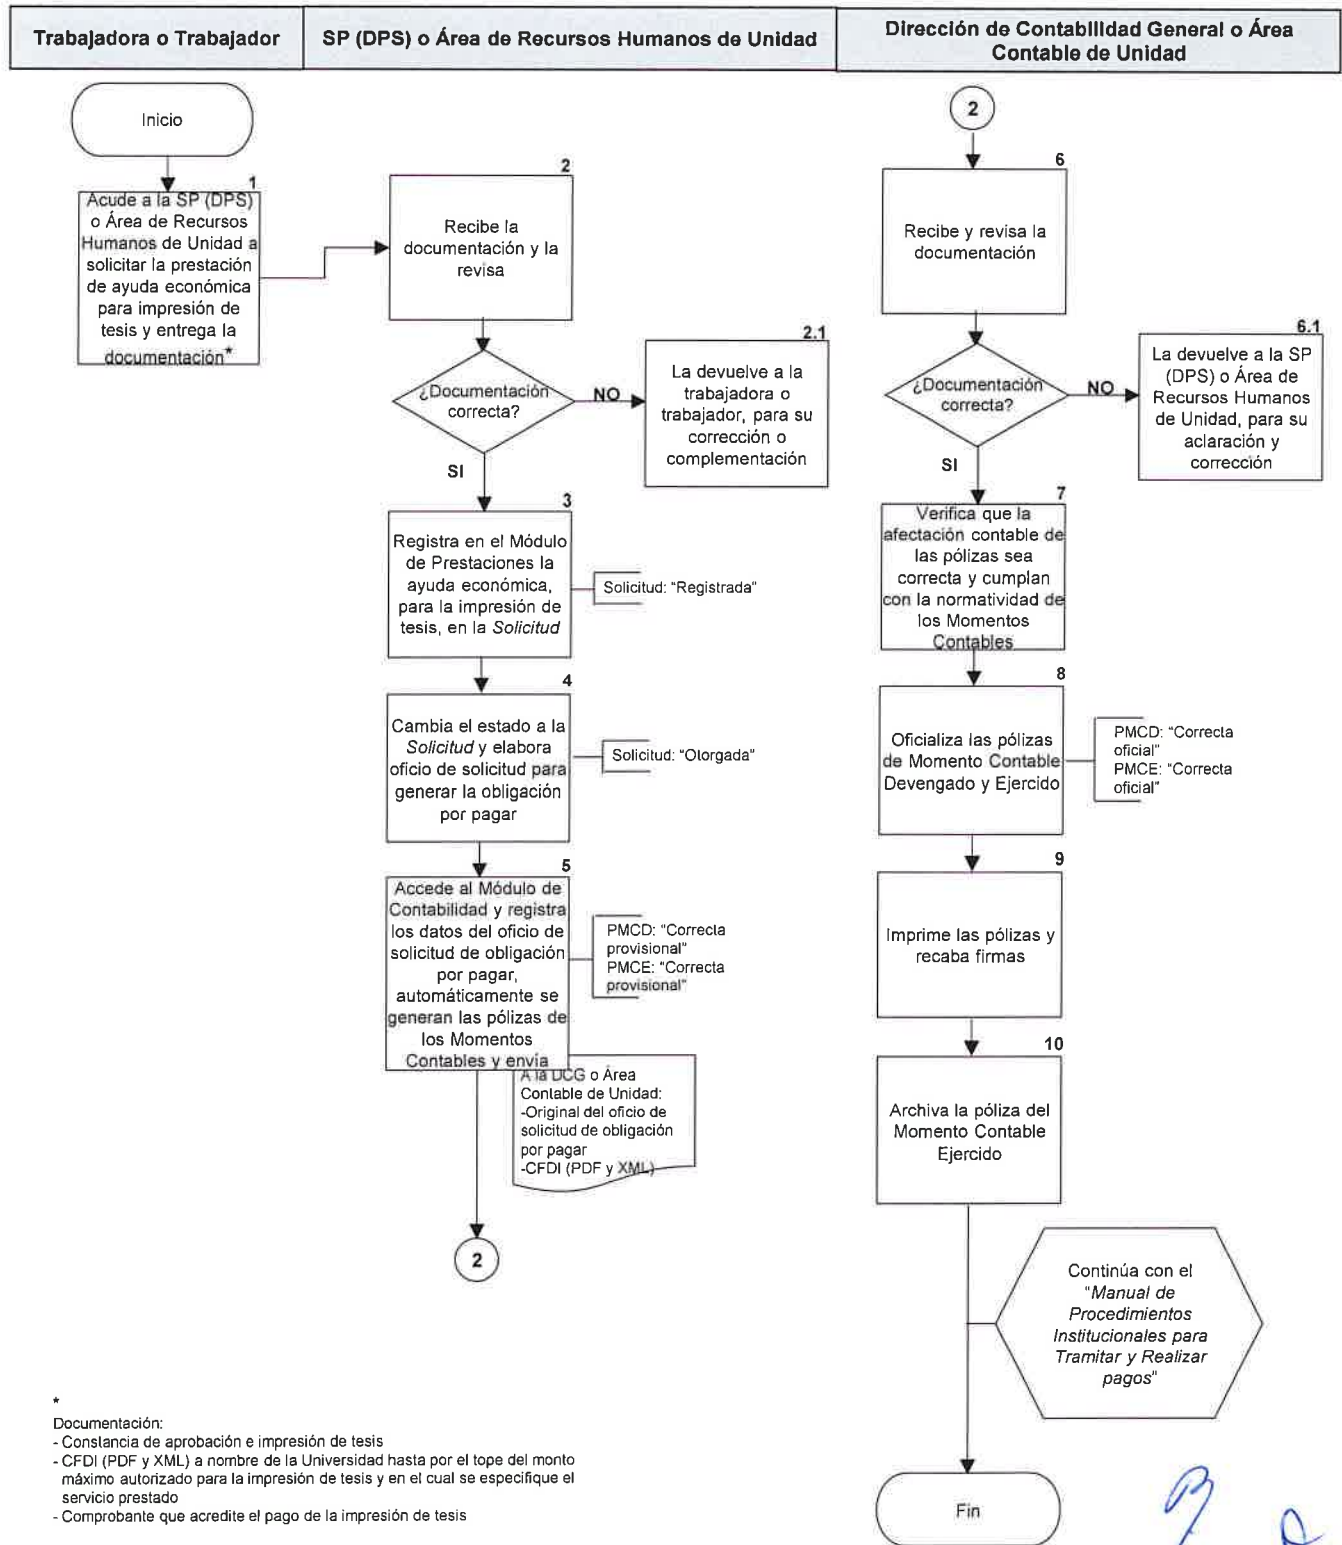 Trabajadora o Trabajador
SP (DPS) o Área de Recursos Humanos de Unidad
Dirección de Contabilidad General o Área
Contable de Unidad
Inicio
1
Acude a la SP (DPS)
o Área de Recursos
Humanos de Unidad a
solicitar la prestación
de ayuda económica
para impresión de
tesis y entrega la
documentación*
2
Recibe la
documentación y la
revisa
¿Documentación
correcta?
NO
2.1
La devuelve a la
trabajadora o
trabajador, para su
corrección o
complementación
SI
3
Registra en el Módulo
de Prestaciones la
ayuda económica,
para la impresión de
tesis, en la Solicitud
Solicitud: "Registrada"
4
Cambia el estado a la
Solicitud y elabora
oficio de solicitud para
generar la obligación
por pagar
Solicitud: "Otorgada"
5
Accede al Módulo de
Contabilidad y registra
los datos del oficio de
solicitud de obligación
por pagar,
automáticamente se
generan las pólizas de
los Momentos
Contables y envía
PMCD: "Correcta
provisional"
PMCE: "Correcta
provisional"
A la DCG o Área
Contable de Unidad:
-Original del oficio de
solicitud de obligación
por pagar
-CFDI (PDF y XML)
2
2
6
Recibe y revisa la
documentación
¿Documentación
correcta?
NO
6.1
La devuelve a la SP
(DPS) o Área de
Recursos Humanos
de Unidad, para su
aclaración y
corrección
SI
7
Verifica que la
afectación contable de
las pólizas sea
correcta y cumplan
con la normatividad de
los Momentos
Contables
8
Oficializa las pólizas
de Momento Contable
Devengado y Ejercido
PMCD: "Correcta
oficial"
PMCE: "Correcta
oficial"
9
Imprime las pólizas y
recaba firmas
10
Archiva la póliza del
Momento Contable
Ejercido
Continúa con el
"Manual de
Procedimientos
Institucionales para
Tramitar y Realizar
pagos"
Fin
*
Documentación:
- Constancia de aprobación e impresión de tesis
- CFDI (PDF y XML) a nombre de la Universidad hasta por el tope del monto
máximo autorizado para la impresión de tesis y en el cual se especifique el
servicio prestado
- Comprobante que acredite el pago de la impresión de tesis